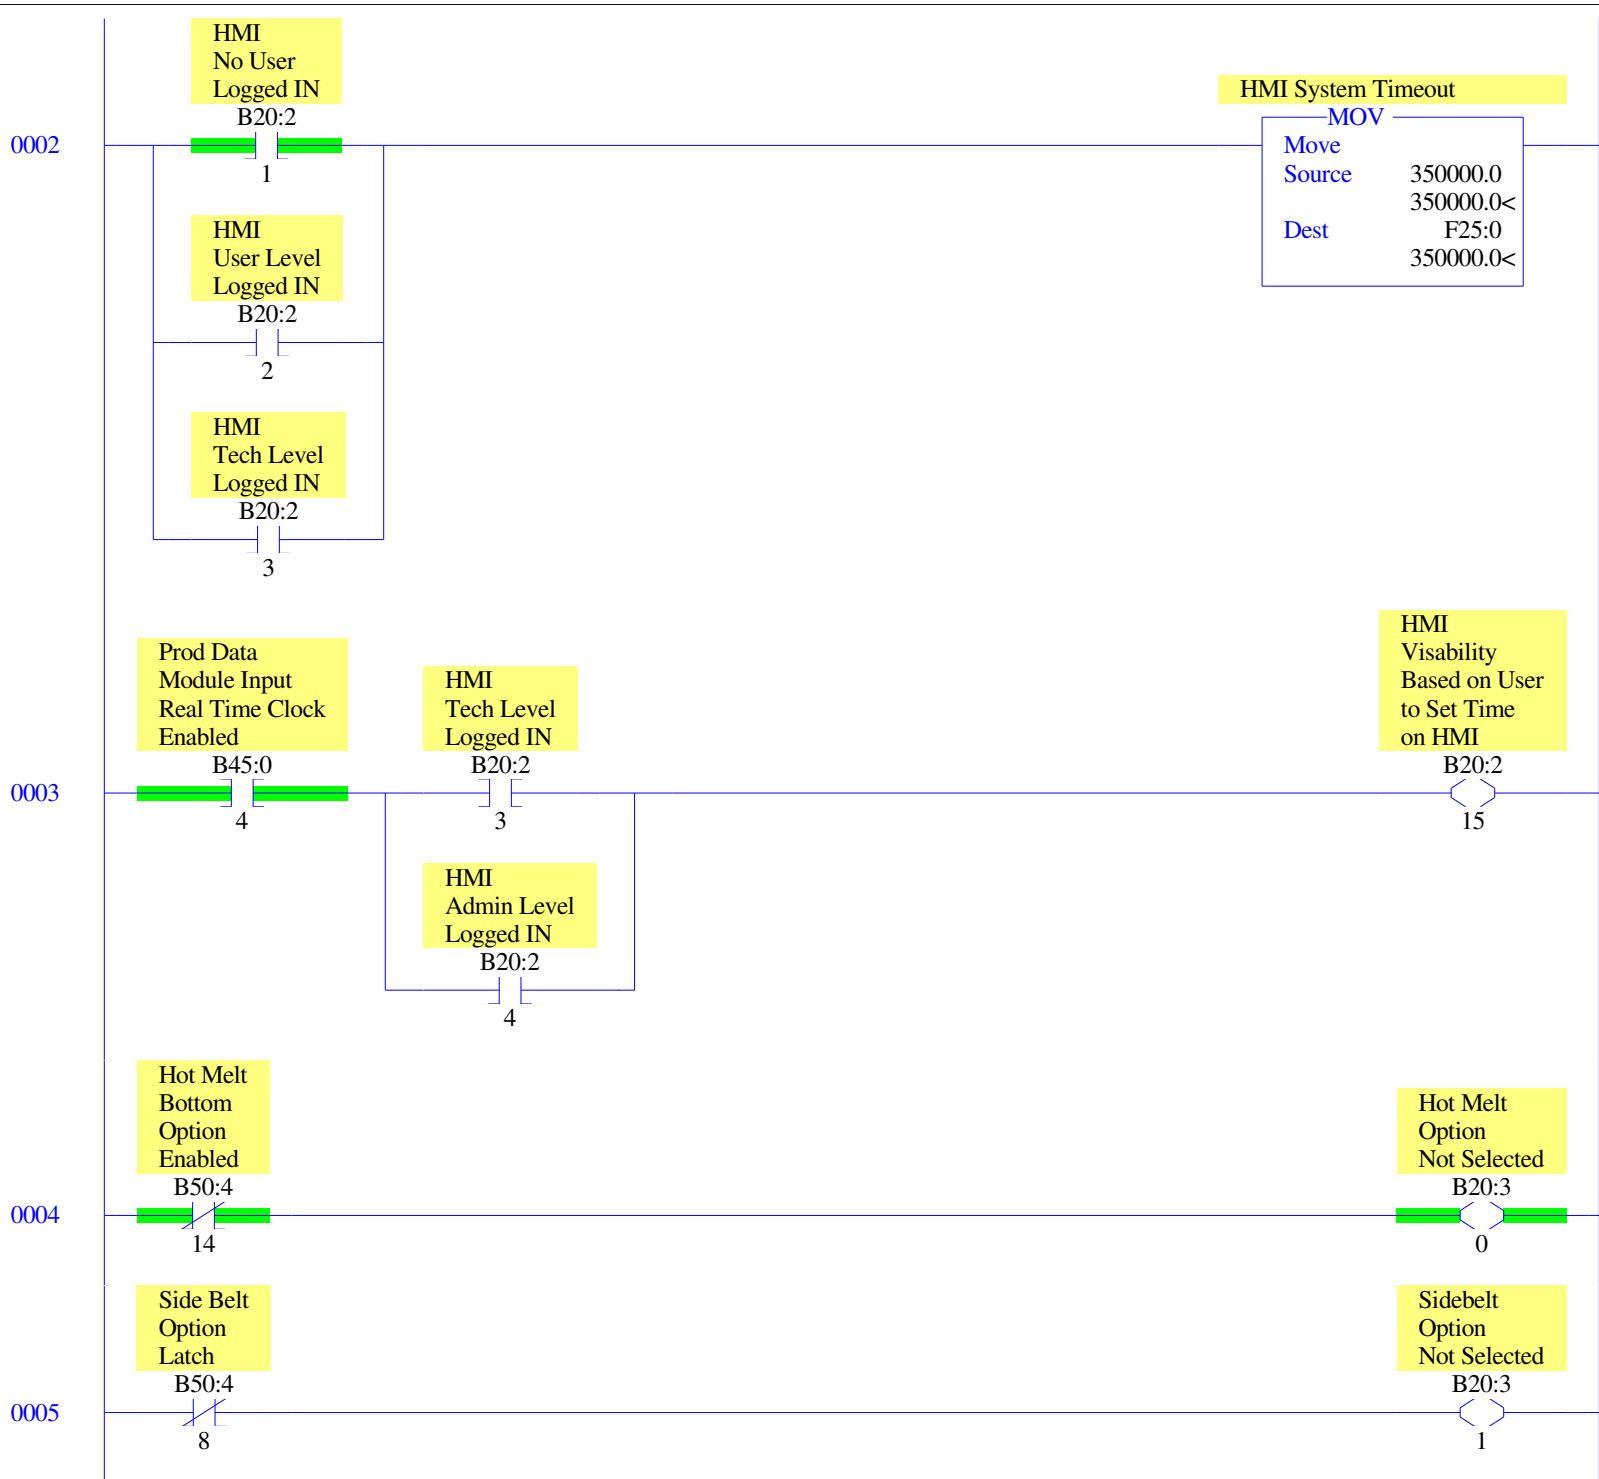 HMI
No User
Logged IN
B20:2
1
HMI System Timeout
MOV
Move
Source 350000.0
350000.0<
Dest F25:0
350000.0<
0002
HMI
User Level
Logged IN
B20:2
2
HMI
Tech Level
Logged IN
B20:2
3
Prod Data
Module Input
Real Time Clock
Enabled
B45:0
4
HMI
Tech Level
Logged IN
B20:2
3
HMI
Visability
Based on User
to Set Time
on HMI
B20:2
15
0003
HMI
Admin Level
Logged IN
B20:2
4
Hot Melt
Bottom
Option
Enabled
B50:4
14
Hot Melt
Option
Not Selected
B20:3
0
0004
Side Belt
Option
Latch
B50:4
8
Sidebelt
Option
Not Selected
B20:3
1
0005